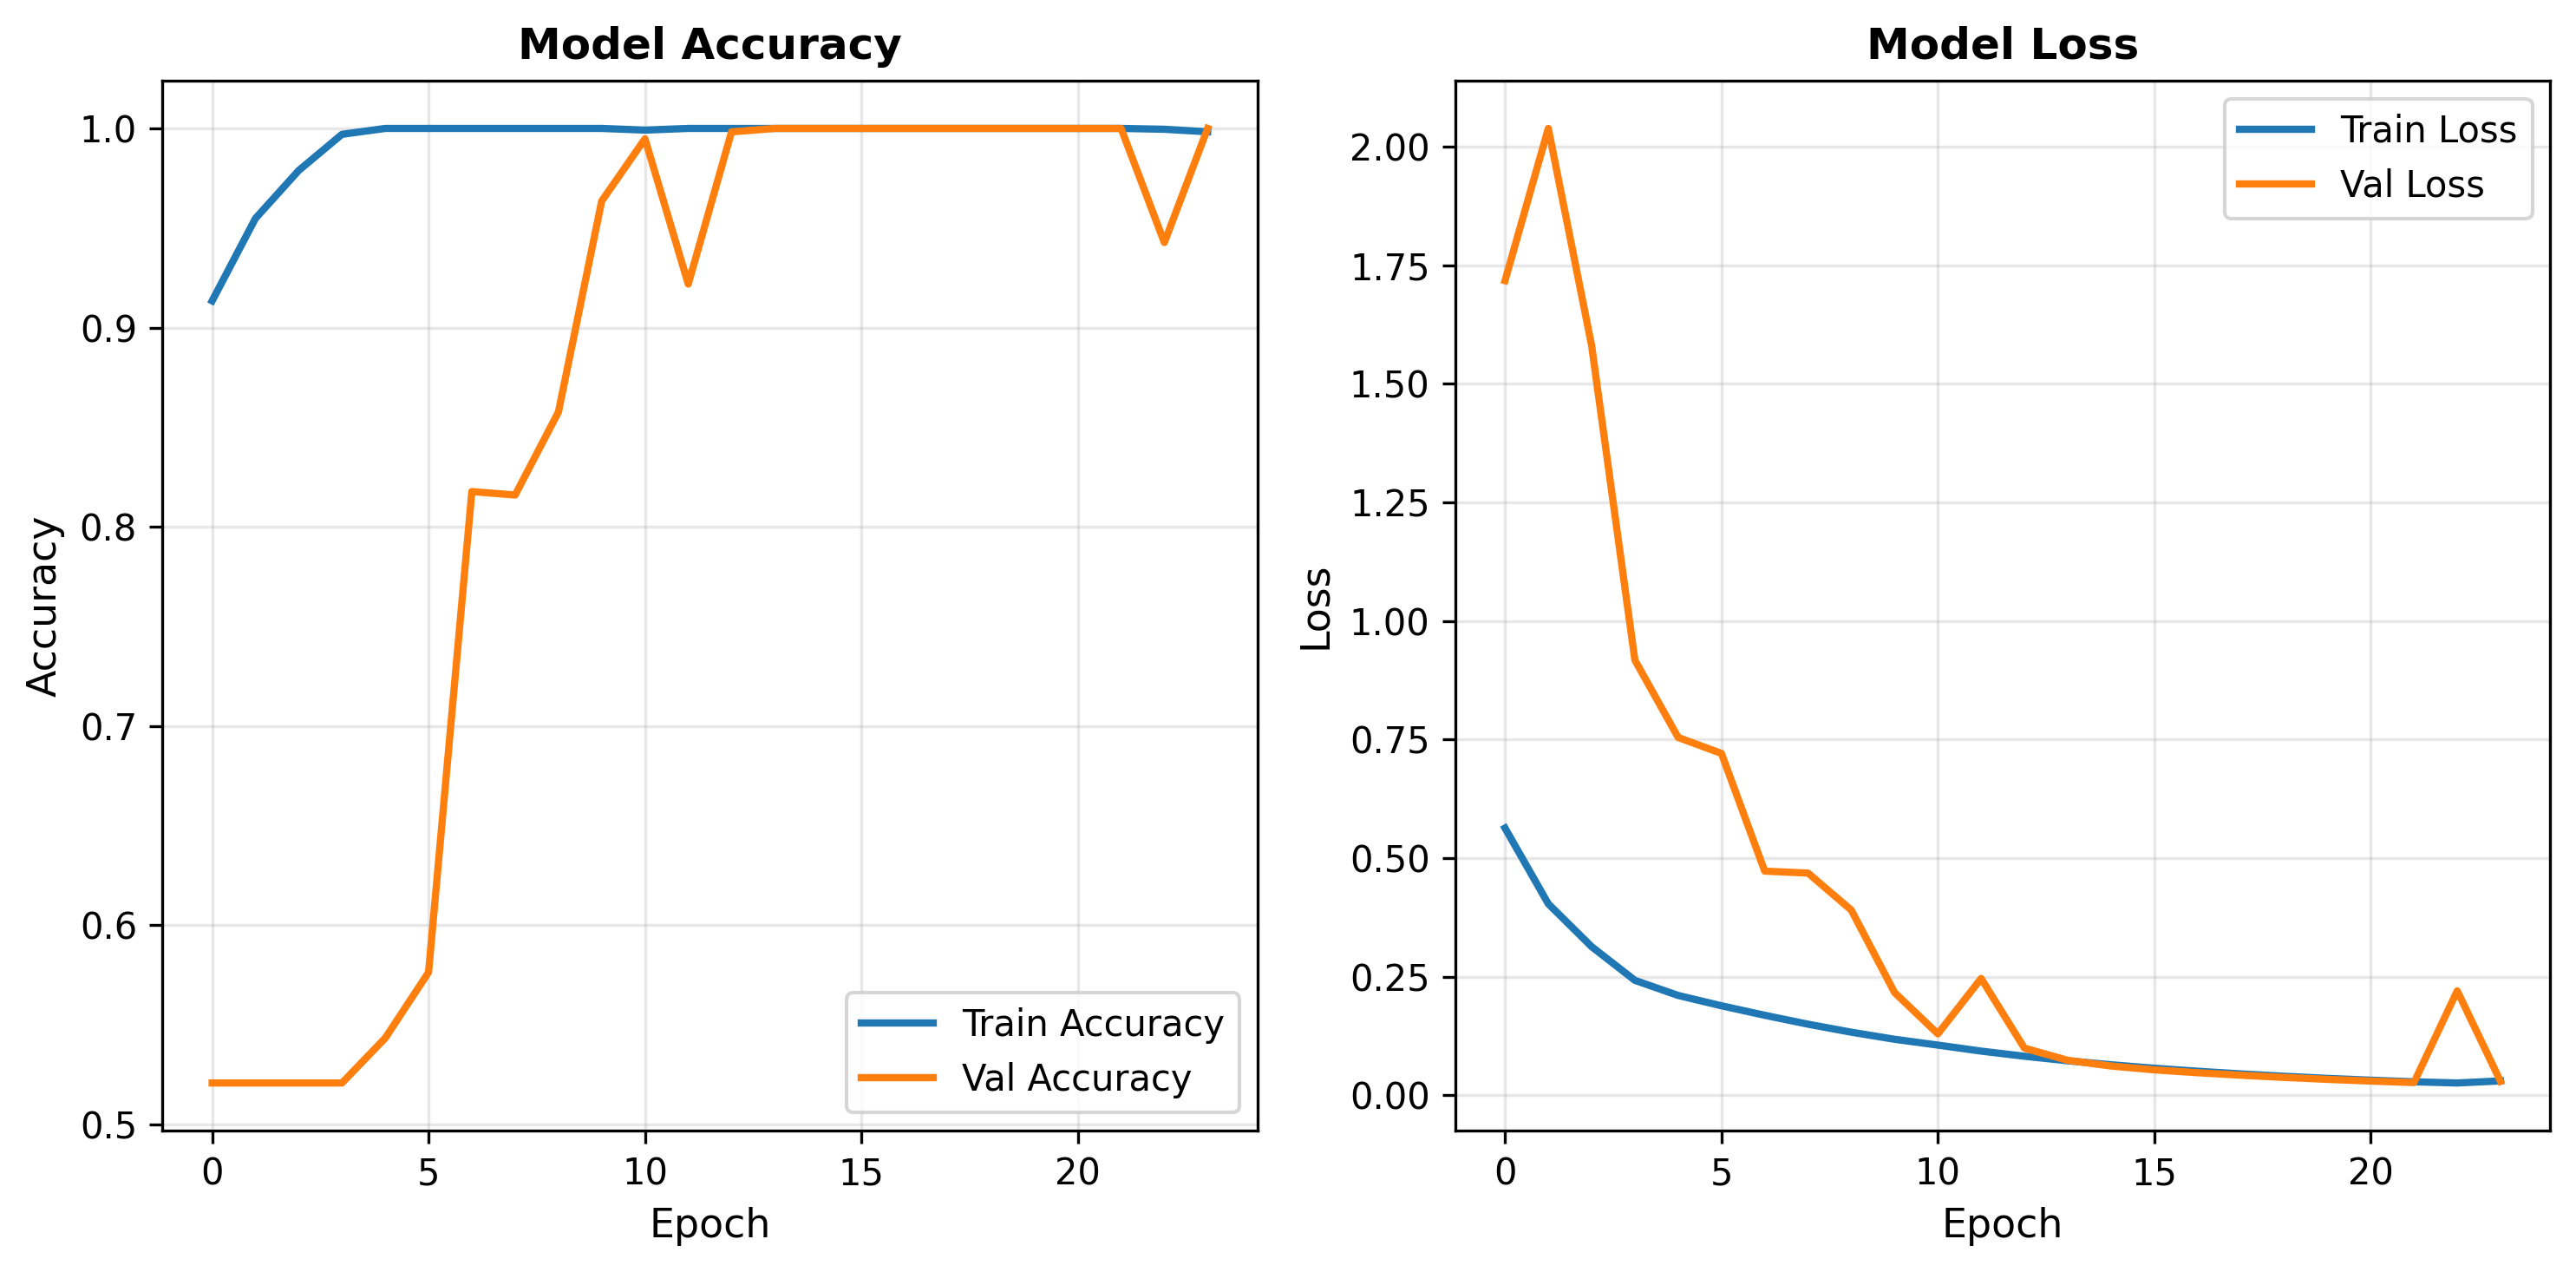 Model Accuracy
1.0
0.9
0.8
0.7
0.6
0.5
Accuracy
0 5 10 15 20
Epoch
Train Accuracy
Val Accuracy
Model Loss
2.00
1.75
1.50
1.25
1.00
0.75
0.50
0.25
0.00
Loss
0 5 10 15 20
Epoch
Train Loss
Val Loss